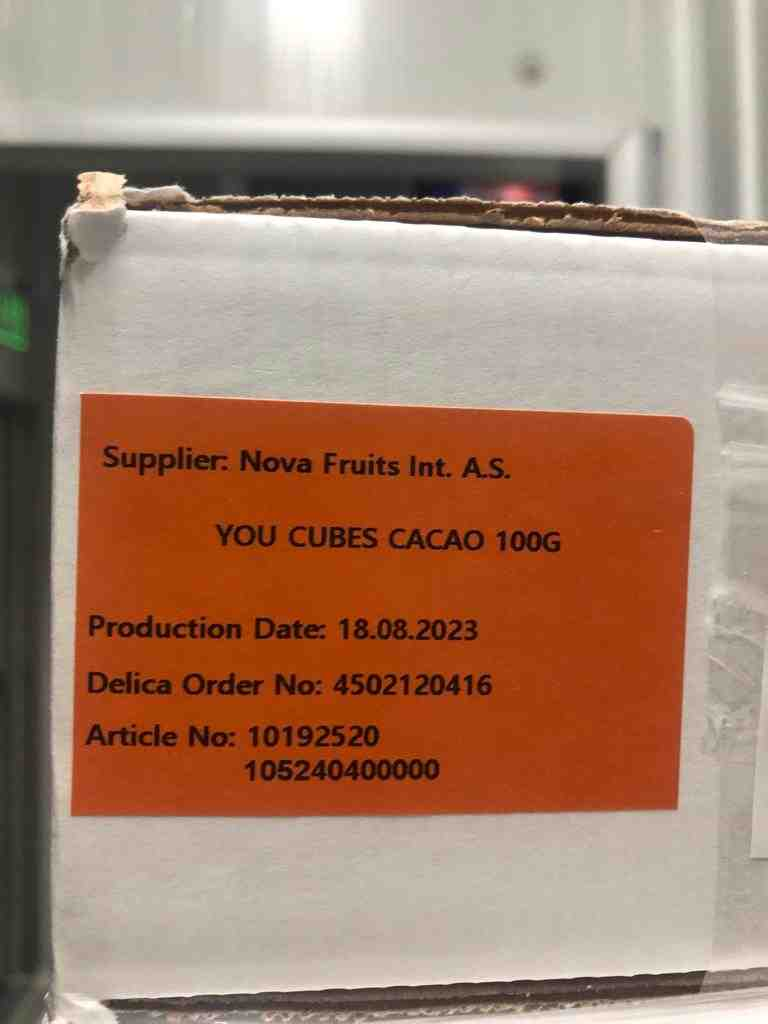 Supplier: Nova Fruits Int. A.S.
YOU CUBES CACAO 100G
Production Date: 18.08.2023
Delica Order No: 4502120416
Article No: 10192520
105240400000